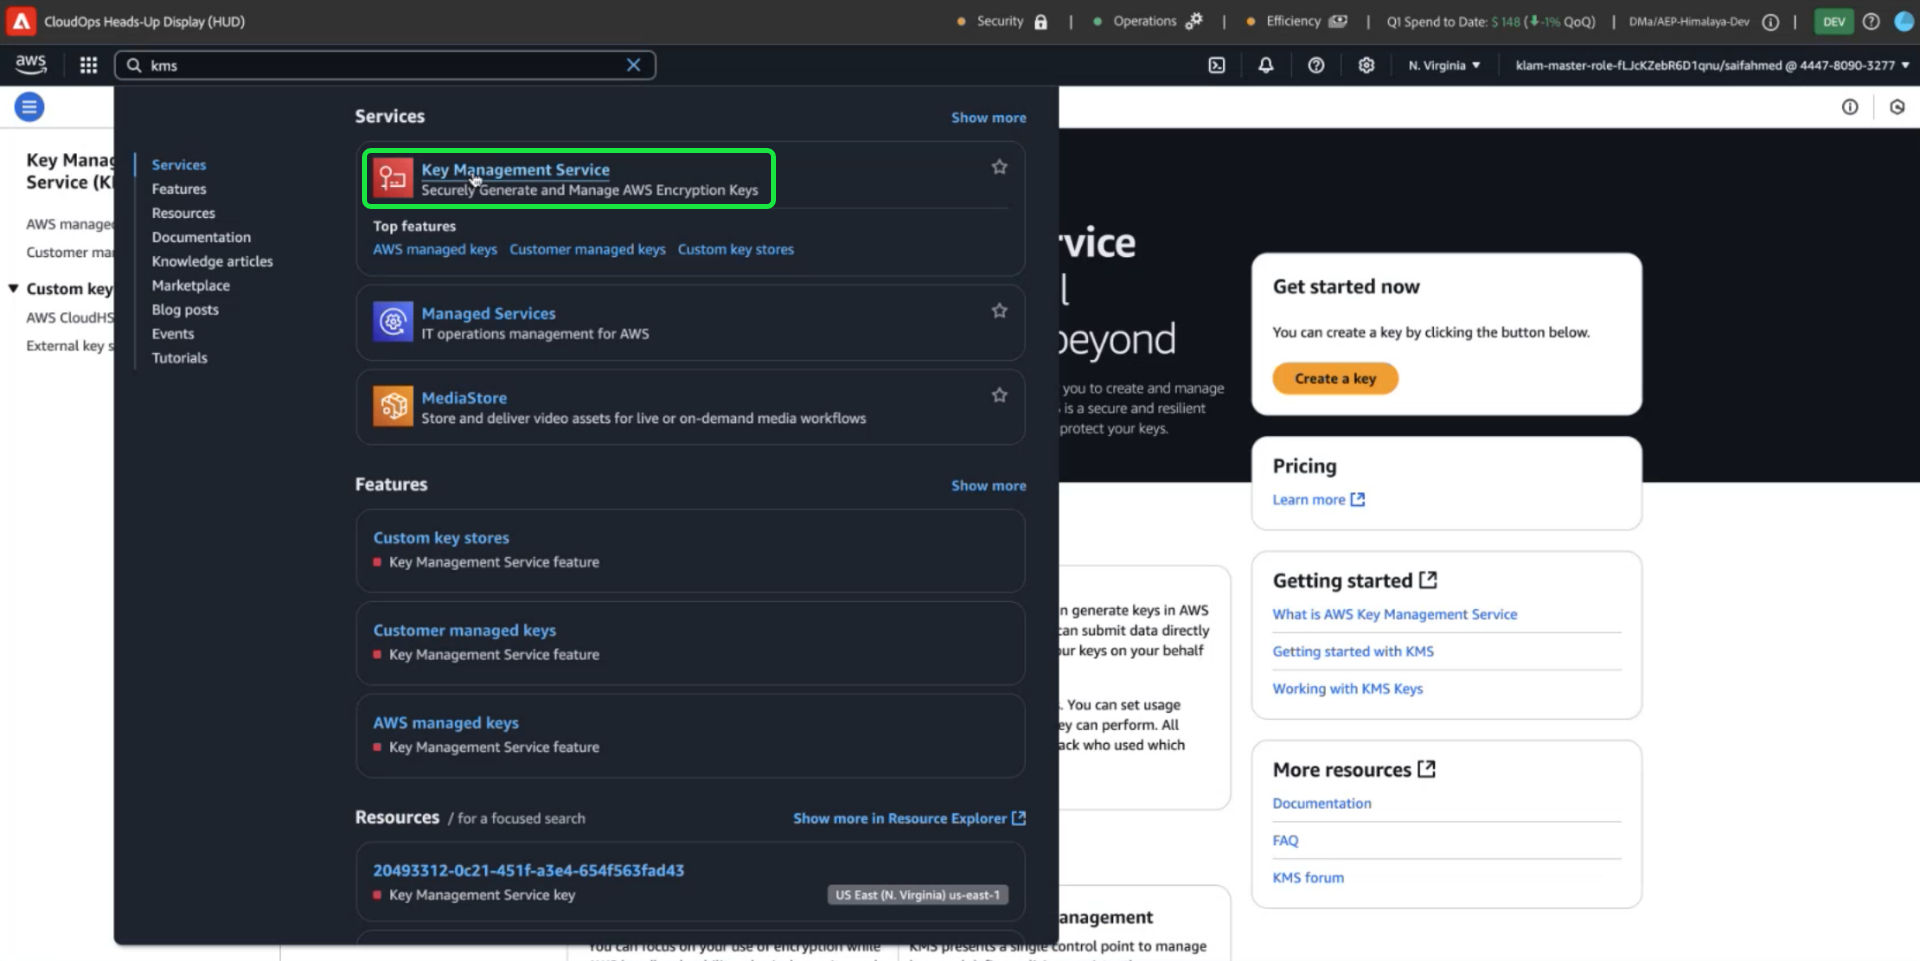 CloudOps Heads-Up Display (HUD)
Security
Operations
Efficiency
Q1 Spend to Date: $ 148 (-1% QoQ)
DMa/AEP-Himalaya-Dev
DEV
aws
kms
N. Virginia
klam-master-role-fLJcKZebR6D1qnu/saifahmed @ 4447-8090-3277
Key Manag
Service (K
AWS manage
Customer ma
Custom key
AWS CloudHS
External key s
Services
Features
Resources
Documentation
Knowledge articles
Marketplace
Blog posts
Events
Tutorials
Services
Show more
Key Management Service
Securely Generate and Manage AWS Encryption Keys
Top features
AWS managed keys Customer managed keys Custom key stores
Managed Services
IT operations management for AWS
MediaStore
Store and deliver video assets for live or on-demand media workflows
Features
Show more
Custom key stores
Key Management Service feature
Customer managed keys
Key Management Service feature
AWS managed keys
Key Management Service feature
Resources / for a focused search
Show more in Resource Explorer
20493312-0c21-451f-a3e4-654f563fad43
Key Management Service key
US East (N. Virginia) us-east-1
rvice
beyond
you to create and manage
is a secure and resilient
protect your keys.
Get started now
You can create a key by clicking the button below.
Create a key
Pricing
Learn more
Getting started
What is AWS Key Management Service
Getting started with KMS
Working with KMS Keys
More resources
Documentation
FAQ
KMS forum
n generate keys in AWS
can submit data directly
our keys on your behalf
. You can set usage
ey can perform. All
ack who used which
anagement
You can focus on your use of encryption while
KMS presents a single control point to manage